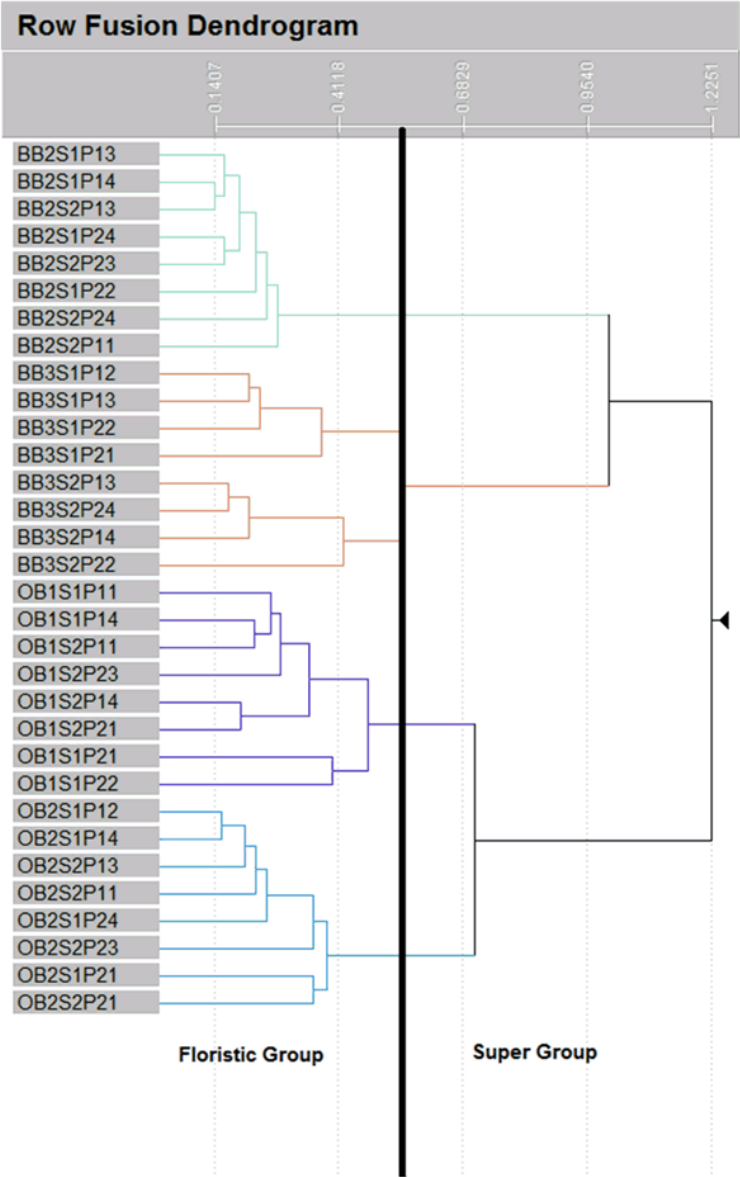 Row Fusion Dendrogram
0.1407
0.4118
0.6829
0.9540
1.2251
BB2S1P13
BB2S1P14
BB2S2P13
BB2S1P24
BB2S2P23
BB2S1P22
BB2S2P24
BB2S2P11
BB3S1P12
BB3S1P13
BB3S1P22
BB3S1P21
BB3S2P13
BB3S2P24
BB3S2P14
BB3S2P22
OB1S1P11
OB1S1P14
OB1S2P11
OB1S2P23
OB1S2P14
OB1S2P21
OB1S1P21
OB1S1P22
OB2S1P12
OB2S1P14
OB2S2P13
OB2S2P11
OB2S1P24
OB2S2P23
OB2S1P21
OB2S2P21
Floristic Group
Super Group